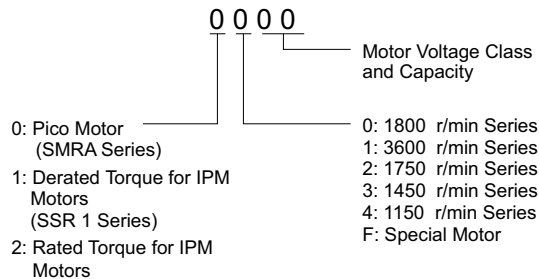 0 0 0 0
Motor Voltage Class
and Capacity
0: Pico Motor
(SMRA Series)
1: Derated Torque for IPM
Motors
(SSR 1 Series)
2: Rated Torque for IPM
Motors
0: 1800 r/min Series
1: 3600 r/min Series
2: 1750 r/min Series
3: 1450 r/min Series
4: 1150 r/min Series
F: Special Motor